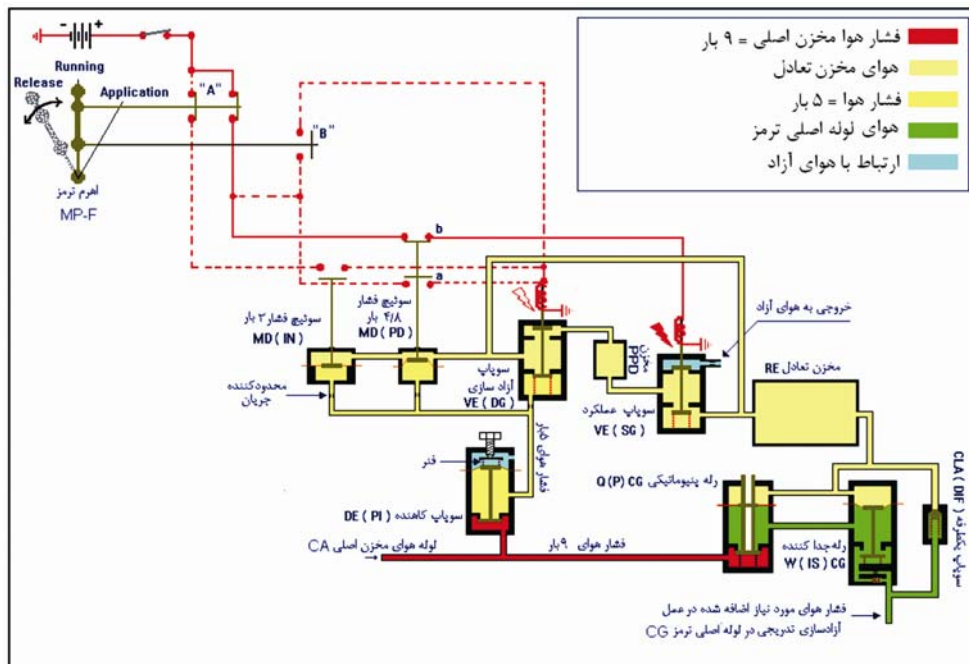 فشار هوا مخزن اصلی = ۹ بار
هوای مخزن تعادل
فشار هوا = ۵ بار
هوای لوله اصلی ترمز
ارتباط با هوای آزاد
- +
Running
Release
Application
"A"
"B"
اهرم ترمز
MP-F
b
a
سوئیچ فشار ۲ بار
MD (IN)
سوئیچ فشار
۴/۸ بار
MD (PD)
محدودکننده
جریان
سوپاپ
آزاد سازی
VE (DG)
مخزن
PPD
خروجی به هوای آزاد
سوپاپ عملکرد
VE (SG)
مخزن تعادل RE
فشار هوای ۵بار
فنر
سوپاپ کاهنده DE (PI)
رله پنیوماتیکی Q(P) CG
رله جدا کننده
W (IS) CG
سوپاپ یکطرفه CLA (DIF)
لوله هوای مخزن اصلی CA
فشار هوای ۹بار
فشار هوای مورد نیاز اضافه شده در عمل
آزادسازی تدریجی در لوله اصلی ترمز CG